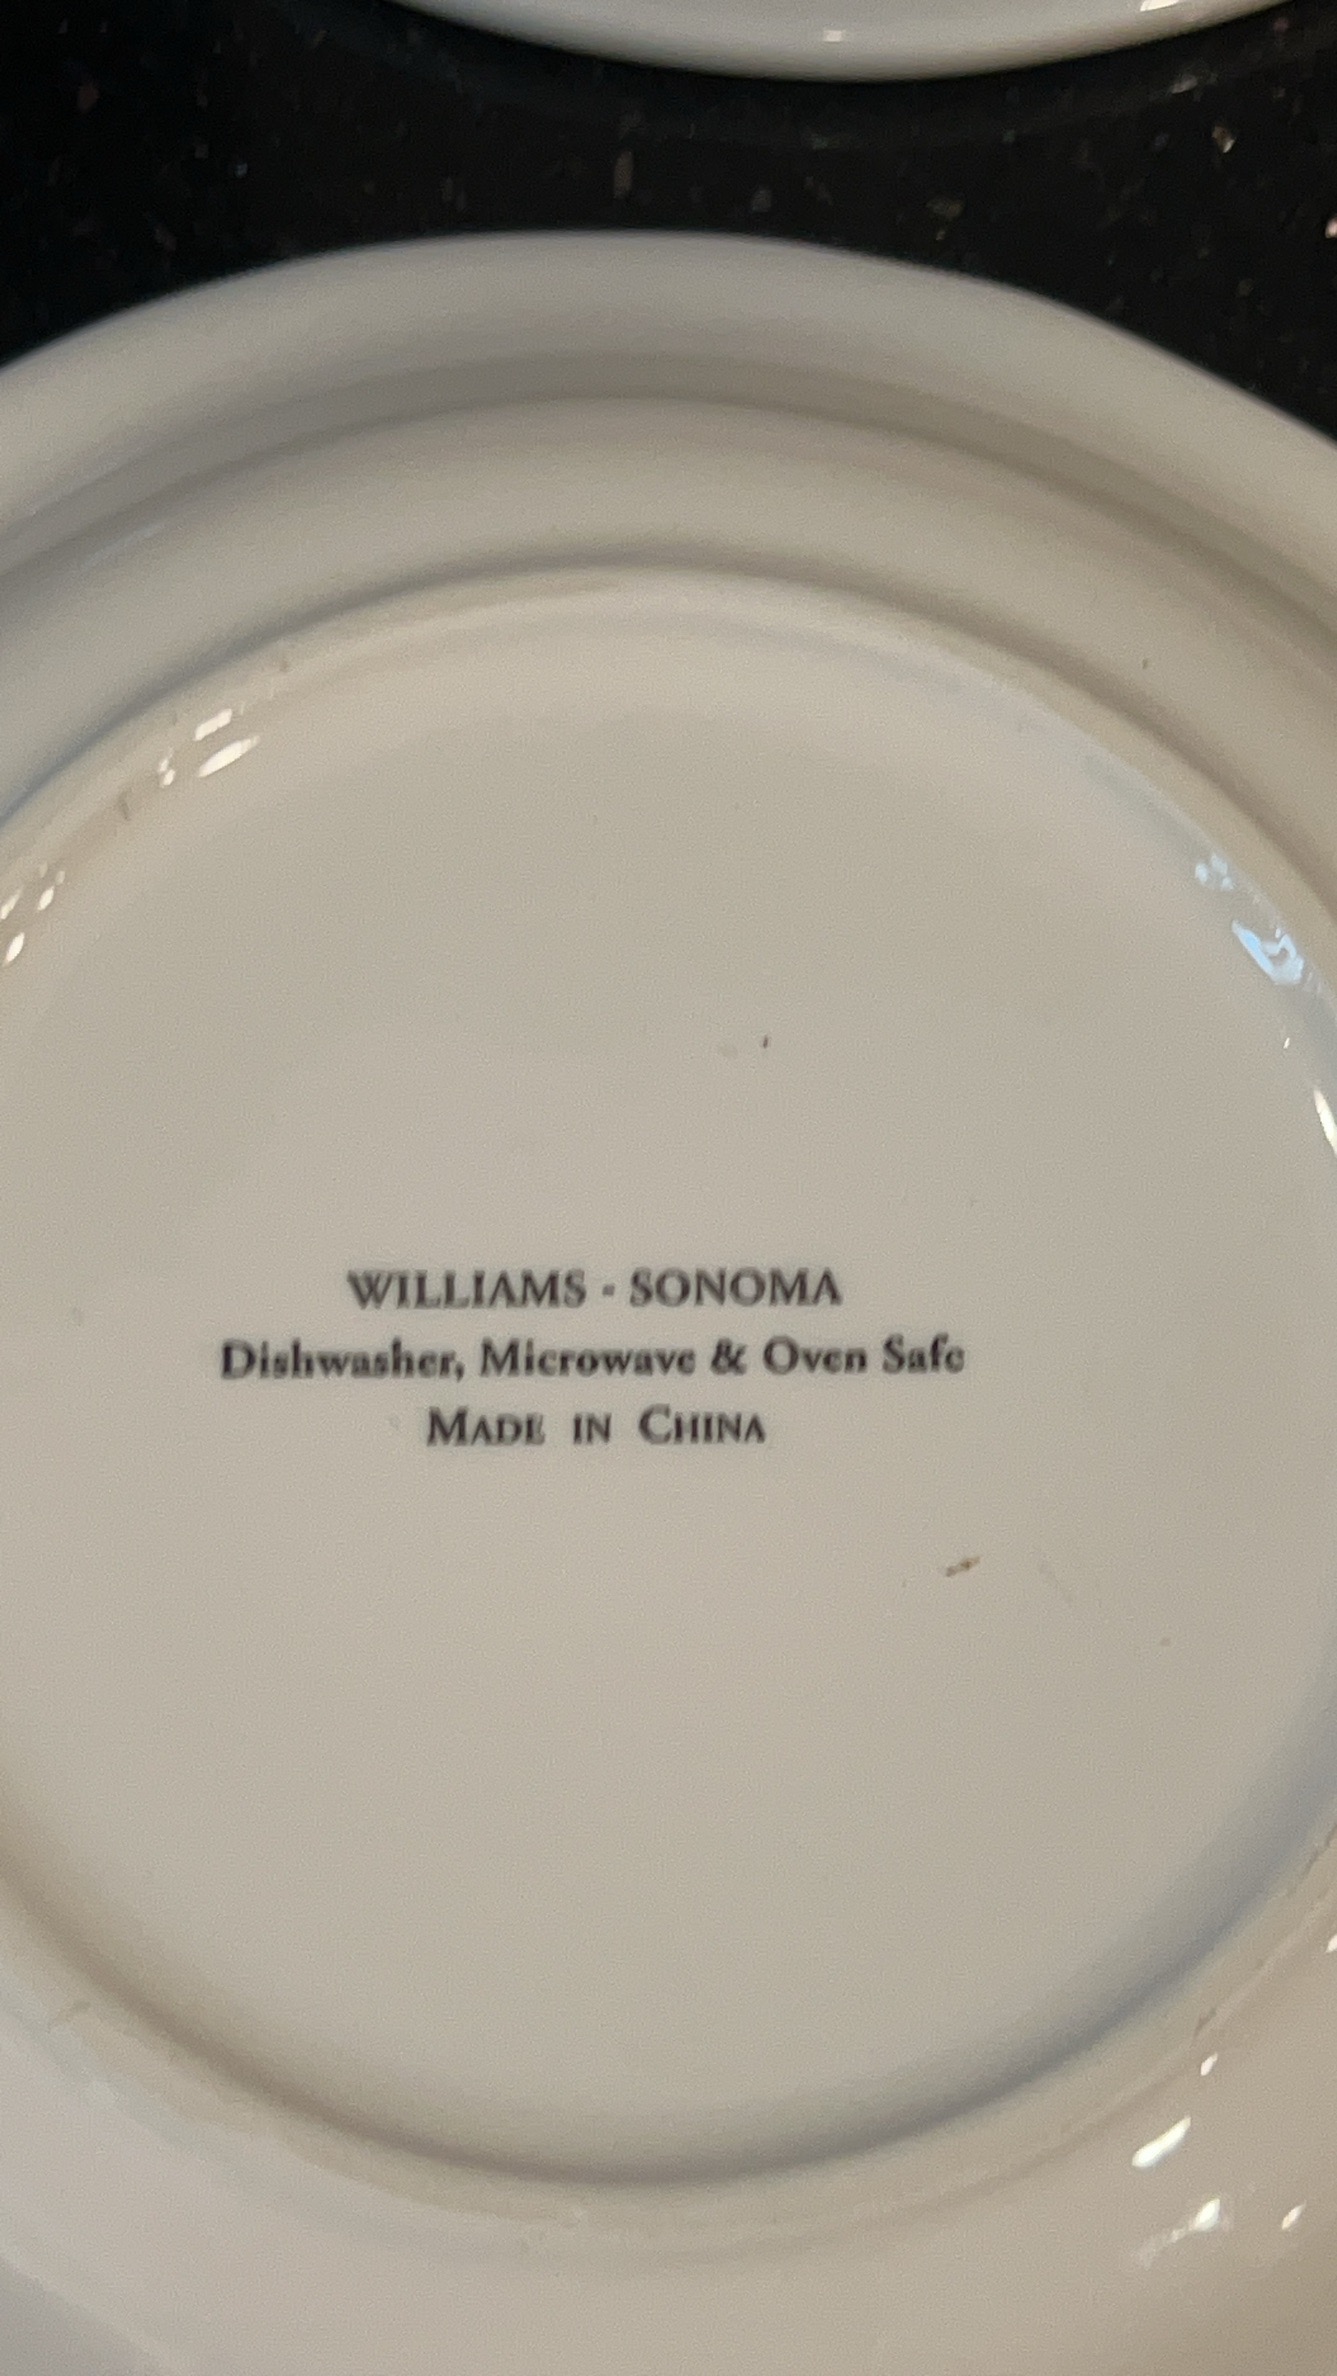 WILLIAMS - SONOMA
Dishwasher, Microwave & Oven Safe
MADE IN CHINA